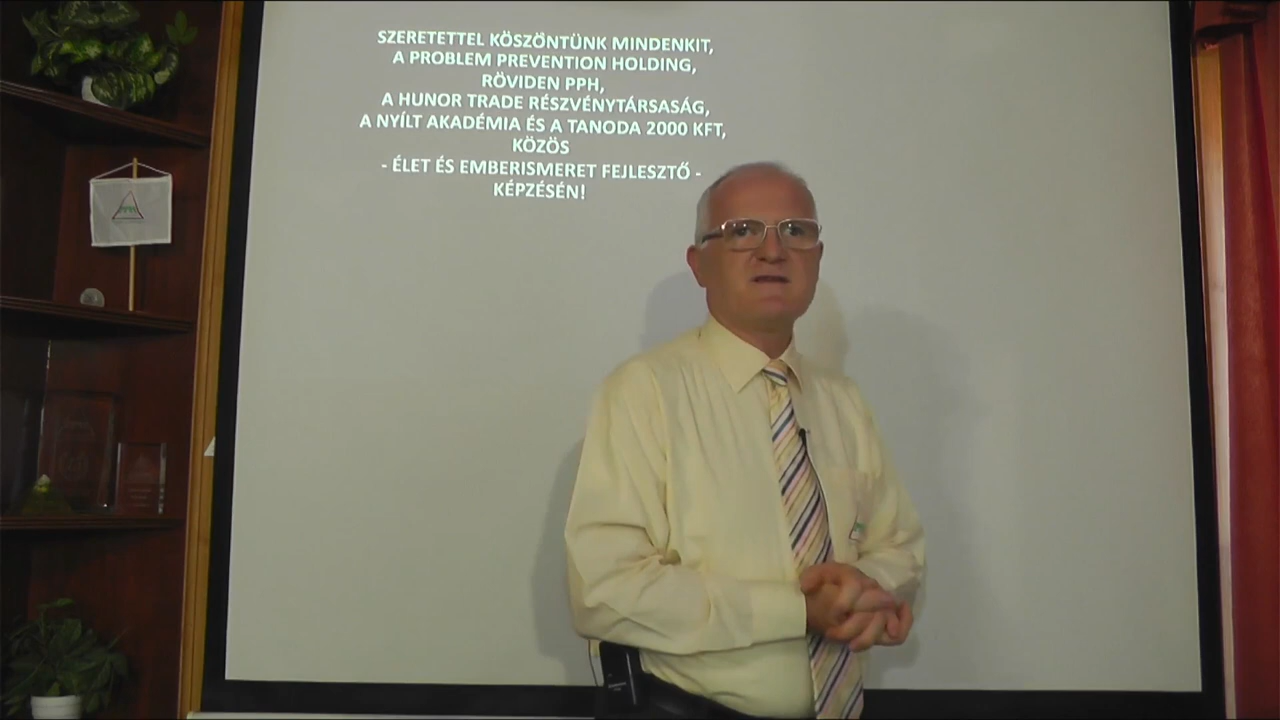 SZERETETTEL KÖSZÖNTÜNK MINDENKIT,
A PROBLEM PREVENTION HOLDING,
RÖVIDEN PPH,
A HUNOR TRADE RÉSZVÉNYTÁRSASÁG,
A NYÍLT AKADÉMIA ÉS A TANODA 2000 KFT,
KÖZÖS
- ÉLET ÉS EMBERISMERET FEJLESZTŐ -
KÉPZÉSÉN!